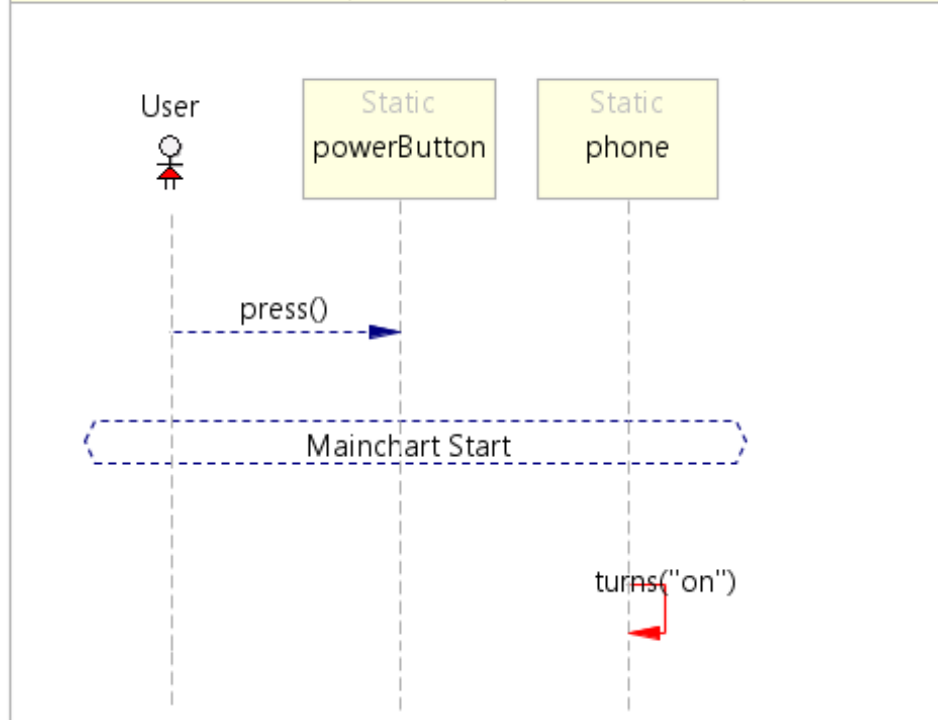 User
Static
powerButton
Static
phone
press()
Mainchart Start
turns("on")